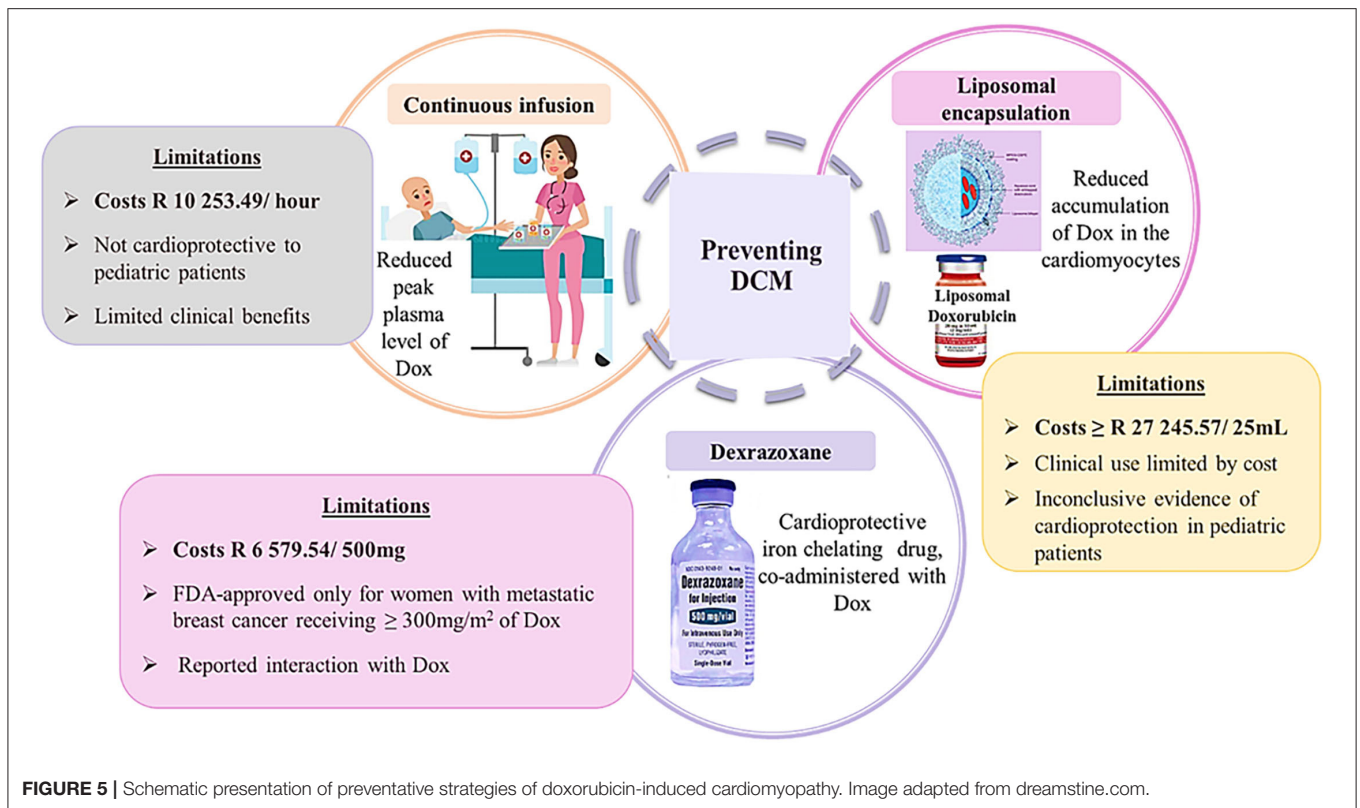 Continuous infusion
Reduced
peak
plasma
level of
Dox
Limitations
➢ Costs R 10 253.49/ hour
➢ Not cardioprotective to
pediatric patients
➢ Limited clinical benefits
Preventing
DCM
Liposomal
encapsulation
Reduced
accumulation
of Dox in the
cardiomyocytes
Liposomal
Doxorubicin
Limitations
➢ Costs ≥ R 27 245.57/ 25mL
➢ Clinical use limited by cost
➢ Inconclusive evidence of
cardioprotection in pediatric
patients
Dexrazoane
Dexrazoxane
for Injection
500 mg/vial
For Intravenous Use Only
STERILE, PYROGEN-FREE,
LYOPHILIZATE
Single-Dose Vial
Cardioprotective
iron chelating drug,
co-administered with
Dox
Limitations
➢ Costs R 6 579.54/ 500mg
➢ FDA-approved only for women with metastatic
breast cancer receiving ≥ 300mg/m² of Dox
➢ Reported interaction with Dox
FIGURE 5 | Schematic presentation of preventative strategies of doxorubicin-induced cardiomyopathy. Image adapted from dreamstine.com.